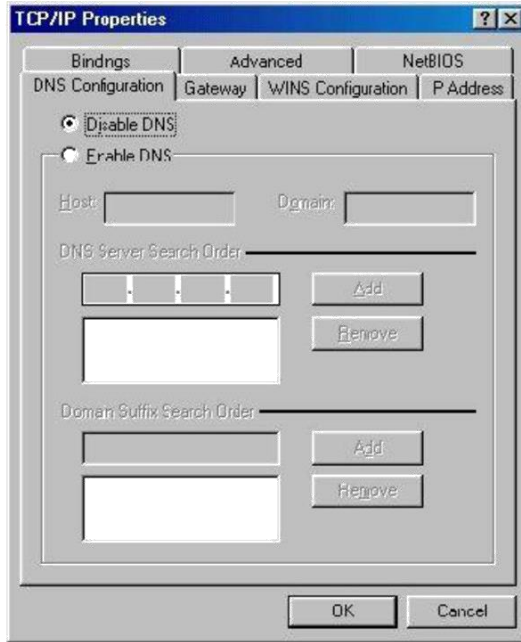 TCP/IP Properties
Bindngs Advanced NetBIOS
DNS Configuration Gateway WINS Configuration P Address
Disable DNS
Enable DNS
Host: Domain:
DNS Server Search Order
Add
Remove
Doman Suffix Search Order
Add
Remove
OK Cancel